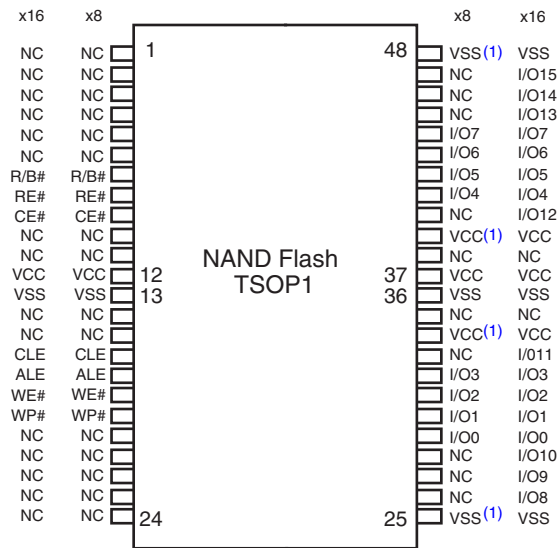 x16 x8 x8 x16
NC NC 1 48 VSS(1) VSS
NC NC NC I/O15
NC NC NC I/O14
NC NC NC I/O13
NC NC I/O7 I/O7
NC NC I/O6 I/O6
R/B# R/B# I/O5 I/O5
RE# RE# I/O4 I/O4
CE# CE# NC I/O12
NC NC VCC(1) VCC
NC NC NC NC
NAND Flash
TSOP1
VCC VCC 12 37 VCC VCC
VSS VSS 13 36 VSS VSS
NC NC NC NC
NC NC VCC(1) VCC
CLE CLE NC I/011
ALE ALE I/O3 I/O3
WE# WE# I/O2 I/O2
WP# WP# I/O1 I/O1
NC NC I/O0 I/O0
NC NC NC I/O10
NC NC NC I/O9
NC NC NC I/O8
NC NC 24 25 VSS(1) VSS